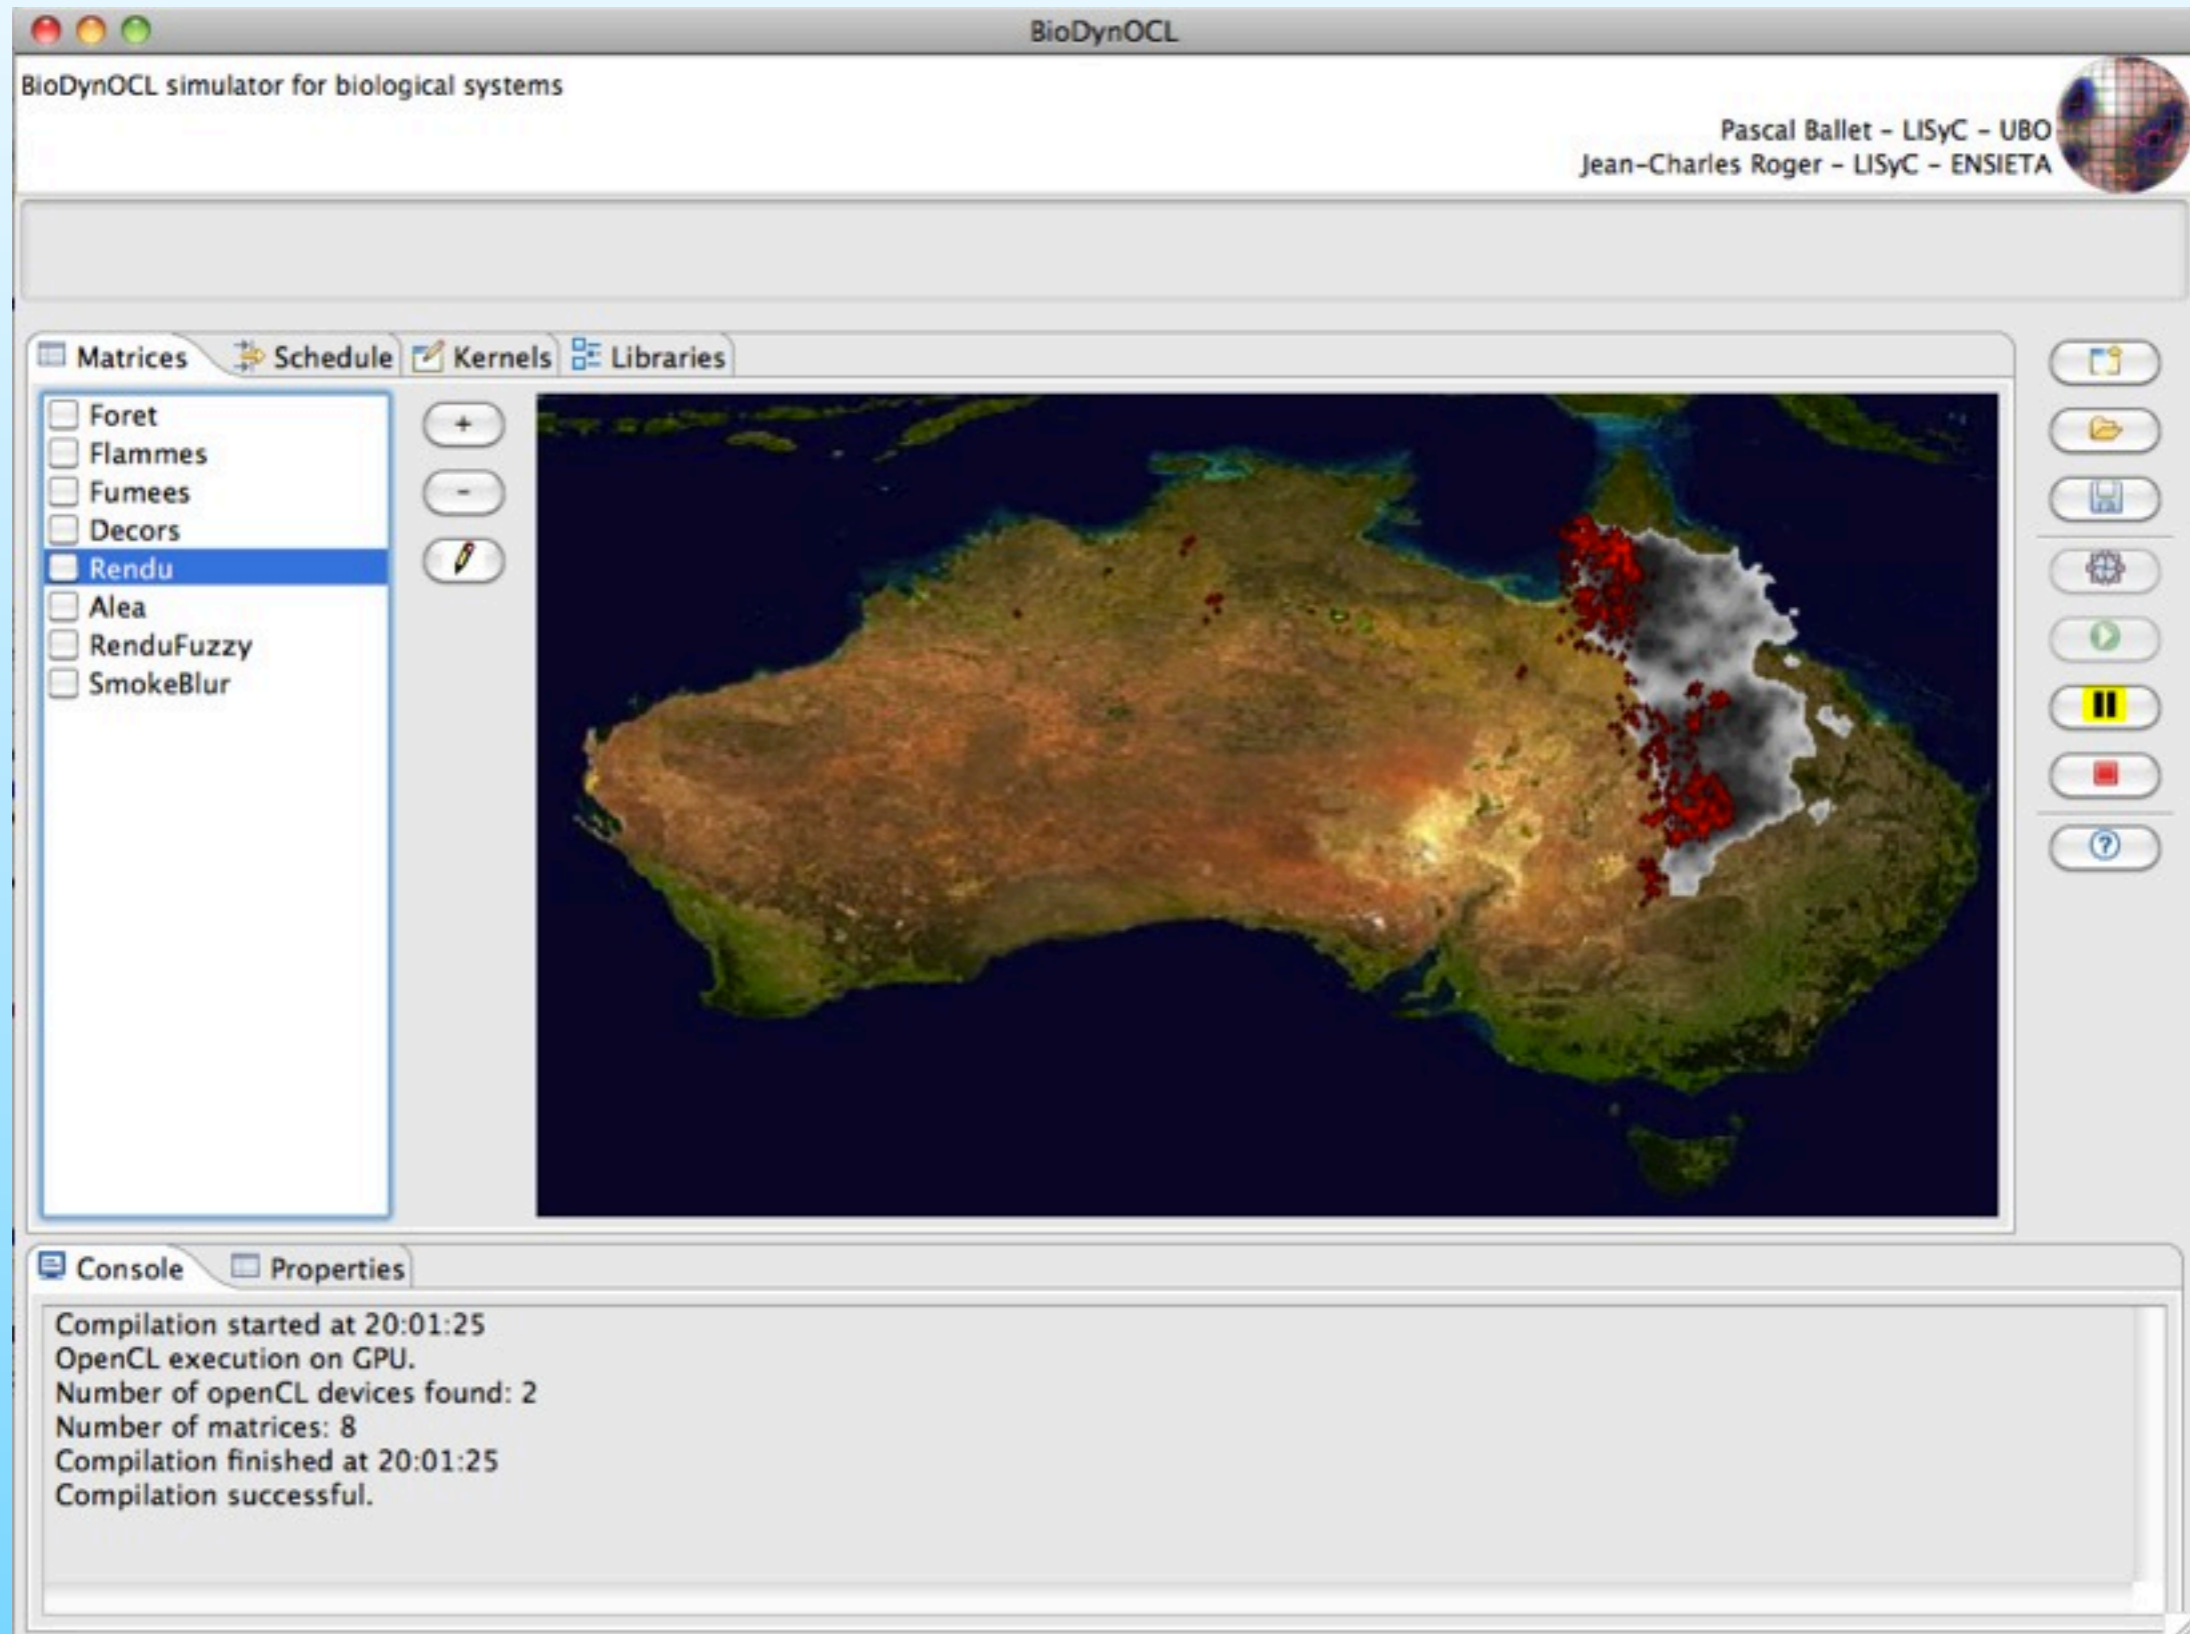 BioDynOCL
BioDynOCL simulator for biological systems
Pascal Ballet - LISyC - UBO
Jean-Charles Roger - LISyC - ENSIETA
Matrices
Schedule
Kernels
Libraries
Foret
Flammes
Fumees
Decors
Rendu
Alea
RenduFuzzy
SmokeBlur
+
-
?
Console
Properties
Compilation started at 20:01:25
OpenCL execution on GPU.
Number of openCL devices found: 2
Number of matrices: 8
Compilation finished at 20:01:25
Compilation successful.